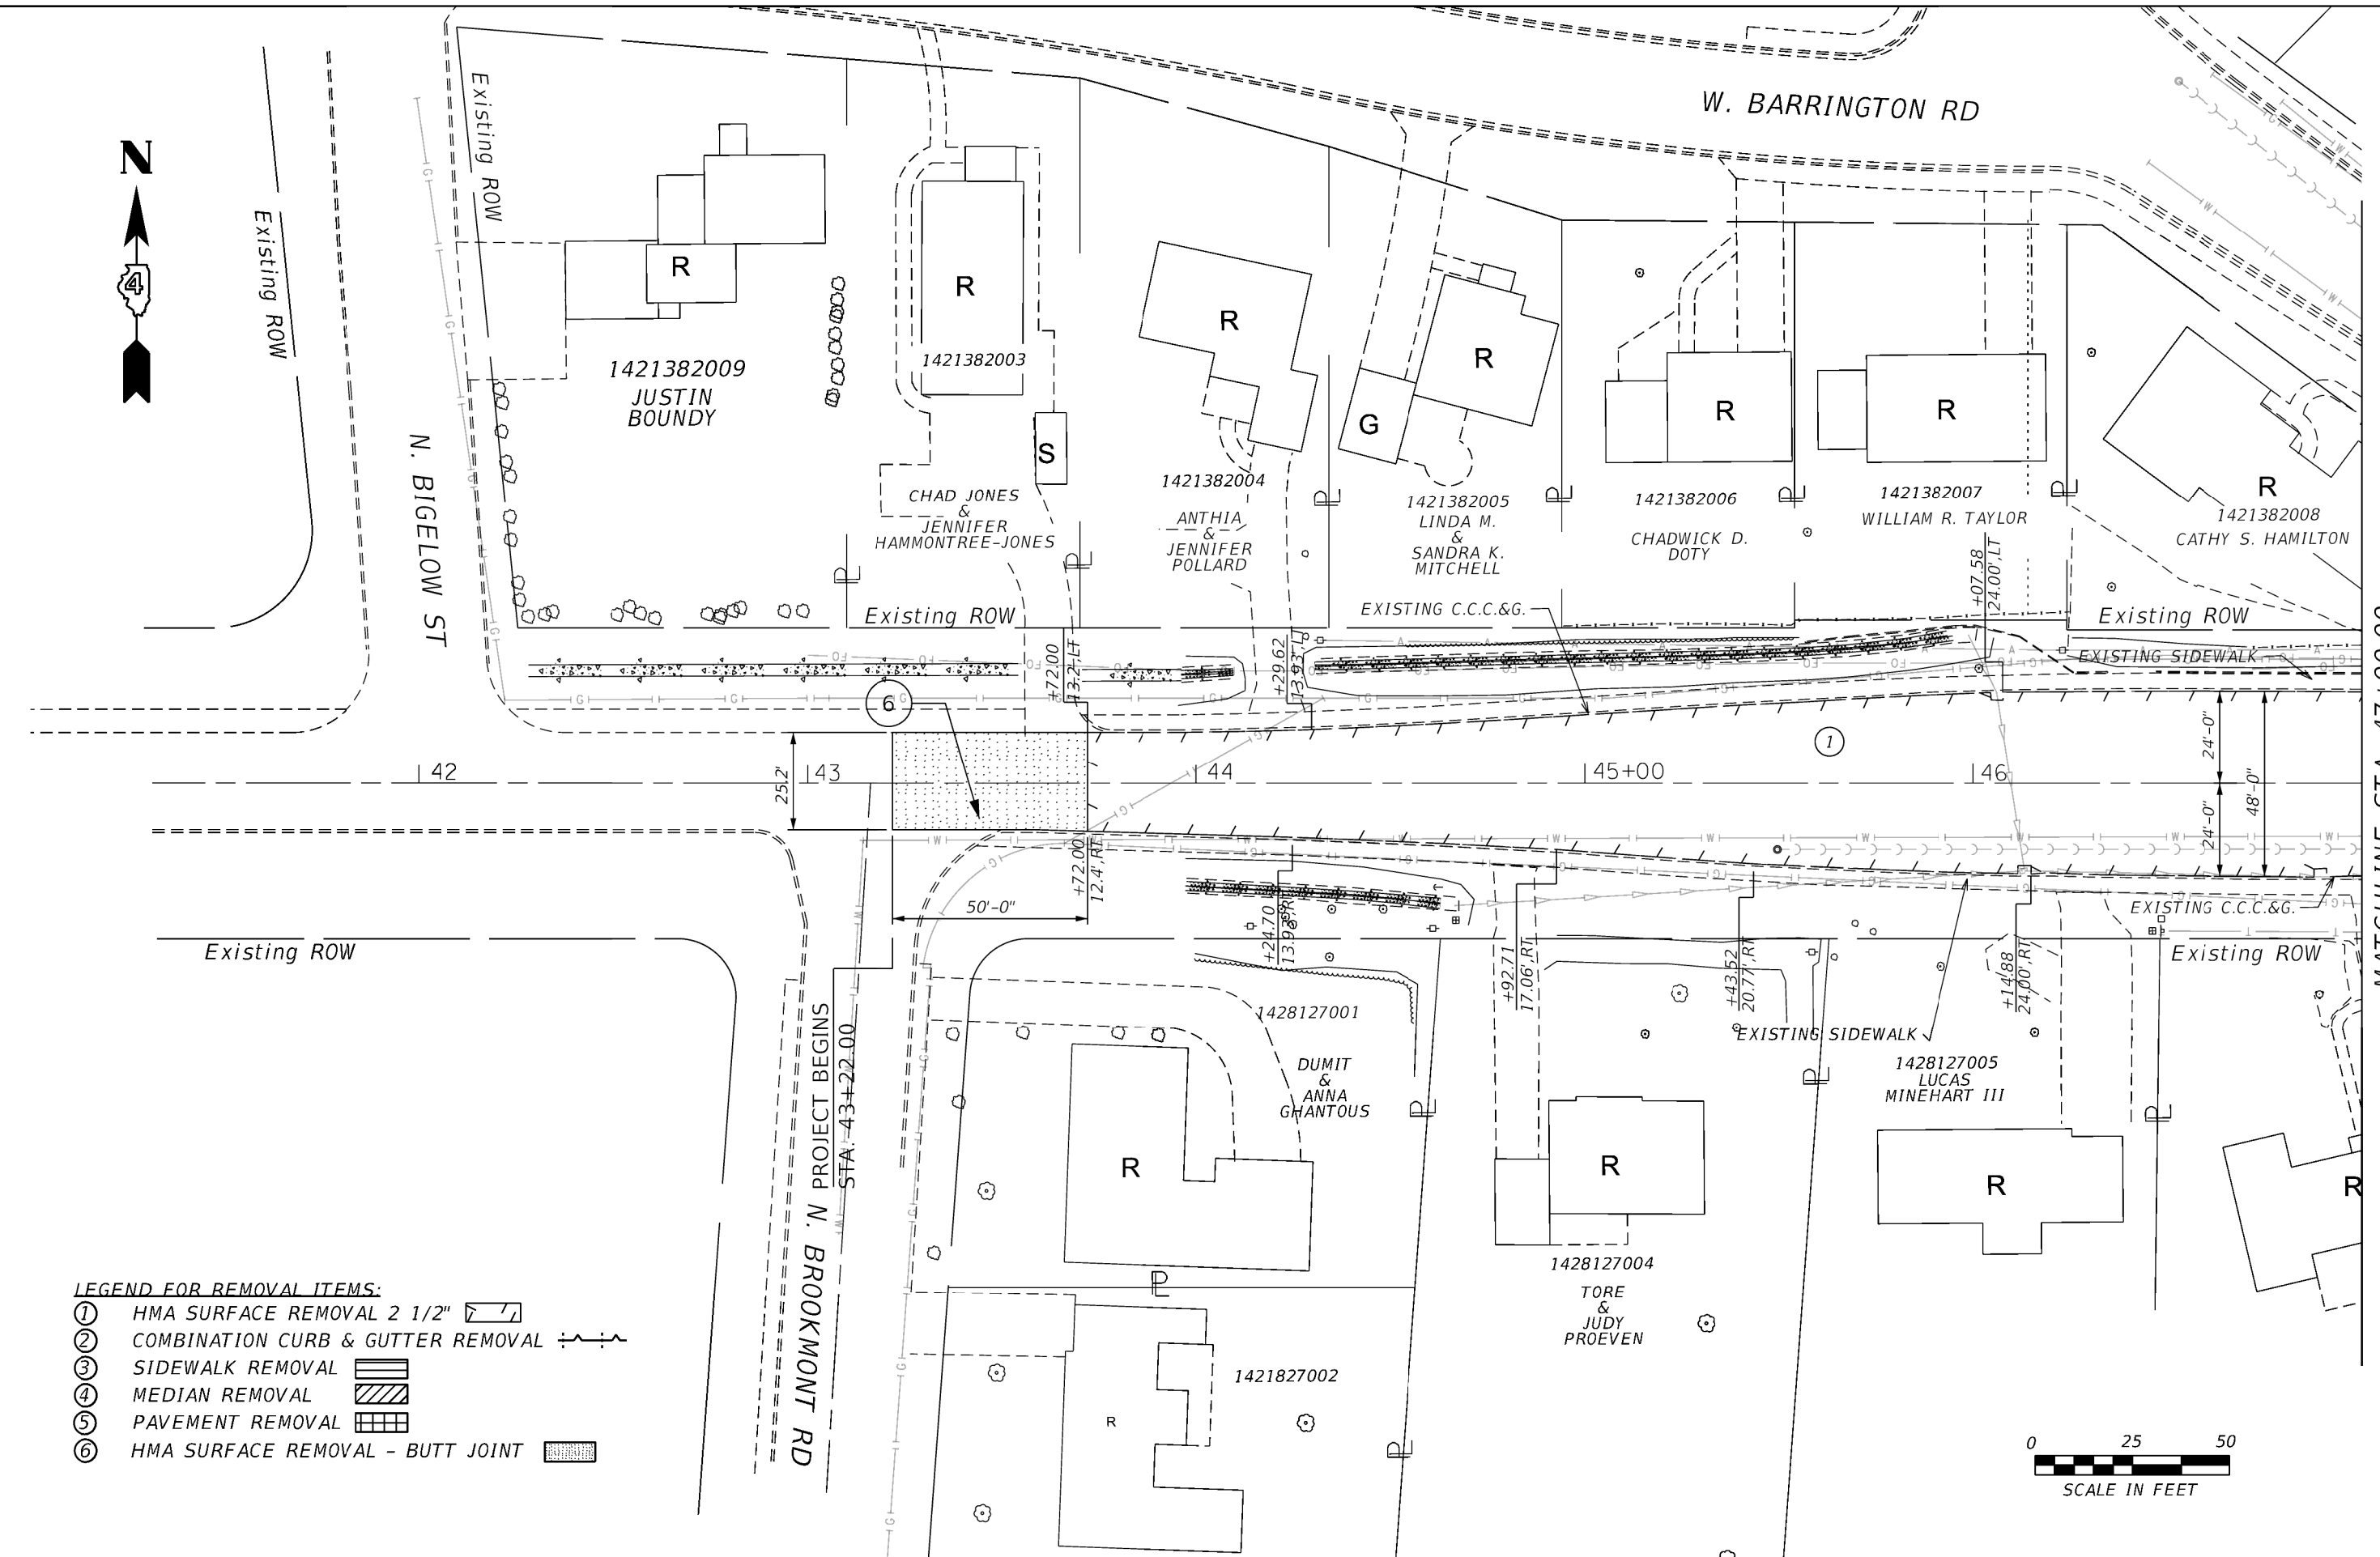 W. BARRINGTON RD
N
4
Existing ROW
Existing ROW
N. BIGELOW ST
R
1421382009
JUSTIN
BOUNDY
R
1421382003
S
CHAD JONES
&
JENNIFER
HAMMONTREE-JONES
R
1421382004
ANTHIA
&
JENNIFER
POLLARD
R
G
1421382005
LINDA M.
&
SANDRA K.
MITCHELL
R
1421382006
CHADWICK D.
DOTY
R
1421382007
WILLIAM R. TAYLOR
R
1421382008
CATHY S. HAMILTON
Existing ROW
EXISTING C.C.C.&G.
Existing ROW
EXISTING SIDEWALK
+72.00
13.2',LT
+29.62
13.93',LT
+07.58
24.00',LT
6
1
42
43
44
45+00
46
25.2'
24'-0"
24'-0"
48'-0"
50'-0"
+72.00
12.4',RT
+24.70
+92.71
17.06',RT
+43.52
20.77',RT
+14.88
24.00',RT
EXISTING C.C.C.&G.
Existing ROW
Existing ROW
EXISTING SIDEWALK
PROJECT BEGINS
STA. 43+22.00
N. BROOKMONT RD
1428127001
DUMIT
&
ANNA
GHANTOUS
R
1428127004
TORE
&
JUDY
PROEVEN
R
1428127005
LUCAS
MINEHART III
R
R
1421827002
R
LEGEND FOR REMOVAL ITEMS:
1 HMA SURFACE REMOVAL 2 1/2"
2 COMBINATION CURB & GUTTER REMOVAL
3 SIDEWALK REMOVAL
4 MEDIAN REMOVAL
5 PAVEMENT REMOVAL
6 HMA SURFACE REMOVAL - BUTT JOINT
0 25 50
SCALE IN FEET